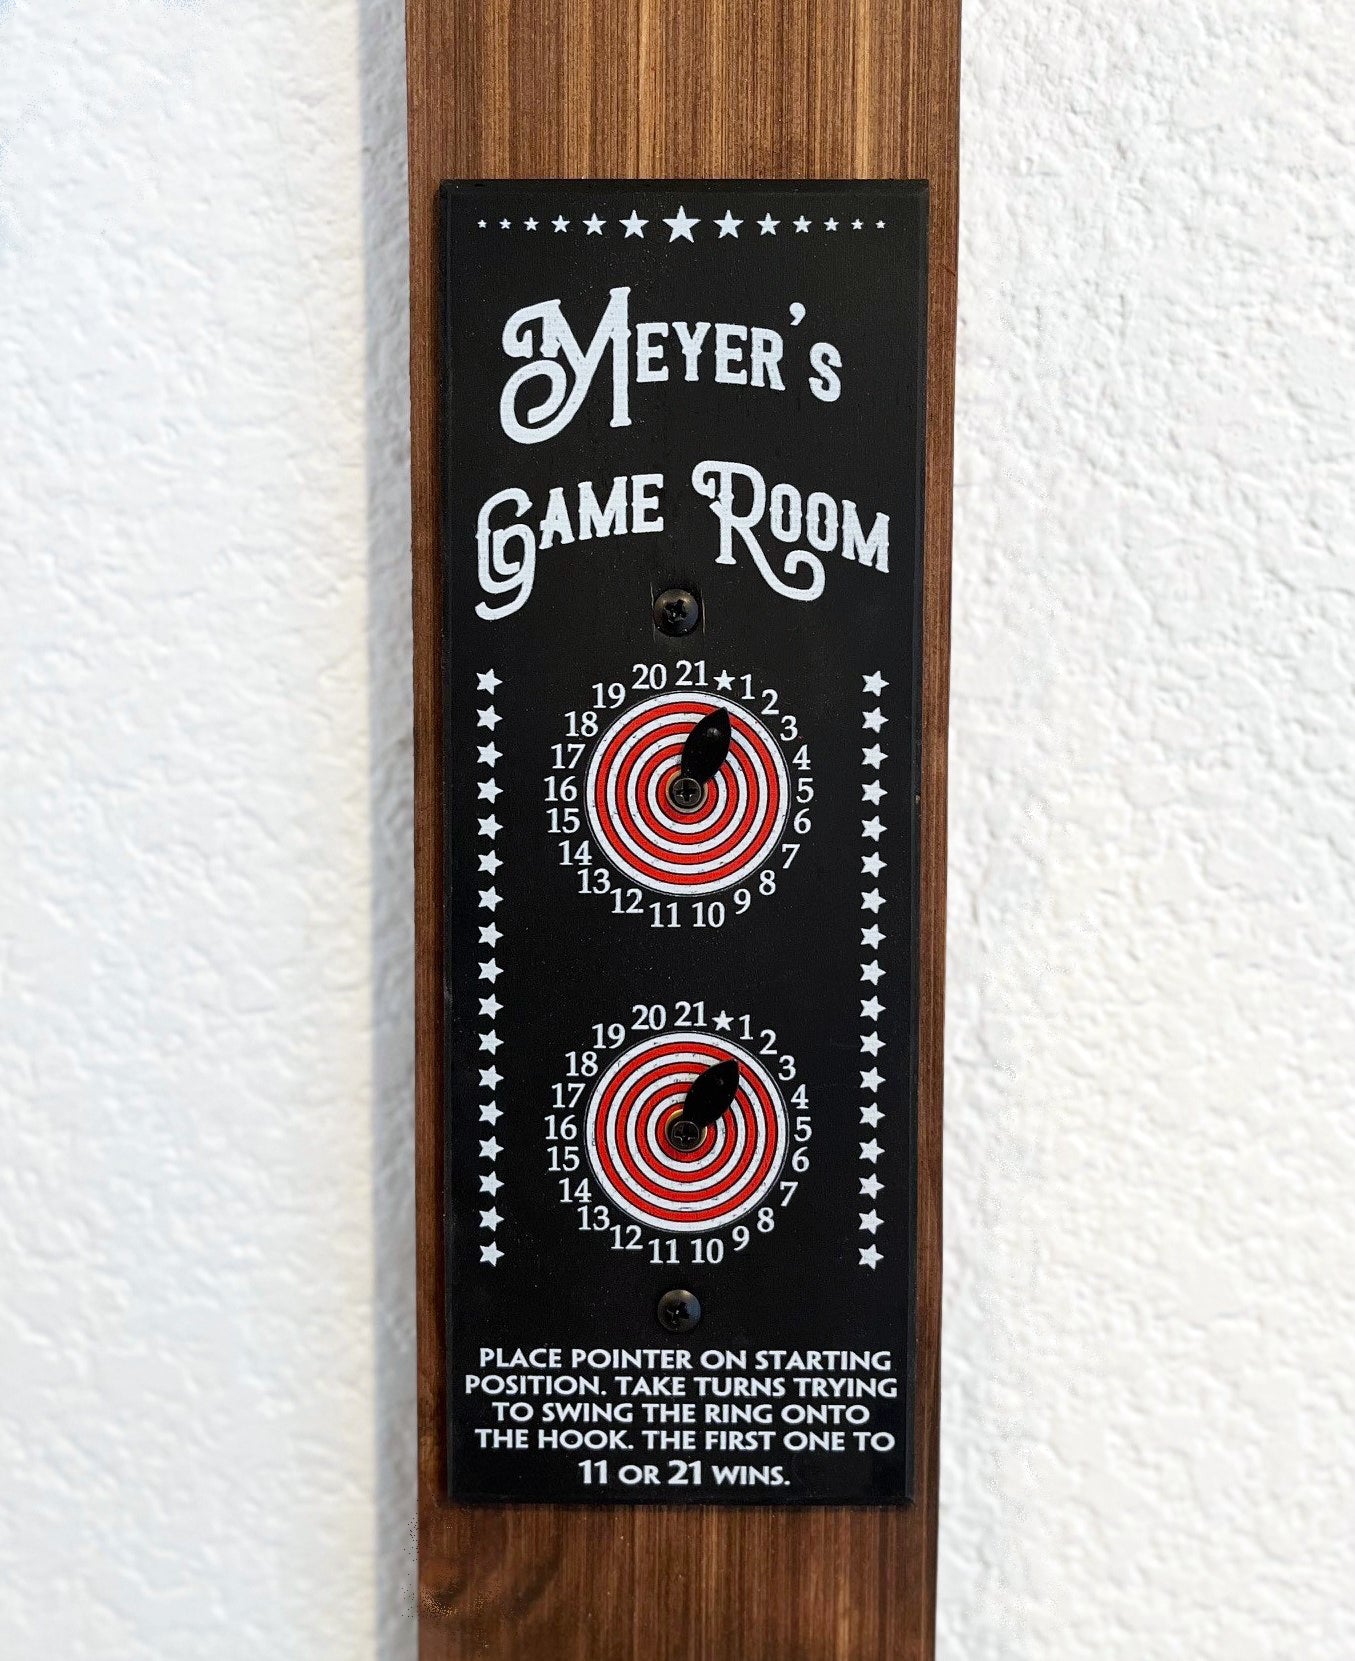 MEYER'S
GAME ROOM
20 21 ★ 1
19 2
18 3
17 4
16 5
15 6
14 7
13 8
12 11 10 9
20 21 ★ 1
19 2
18 3
17 4
16 5
15 6
14 7
13 8
12 11 10 9
PLACE POINTER ON STARTING
POSITION. TAKE TURNS TRYING
TO SWING THE RING ONTO
THE HOOK. THE FIRST ONE TO
11 OR 21 WINS.